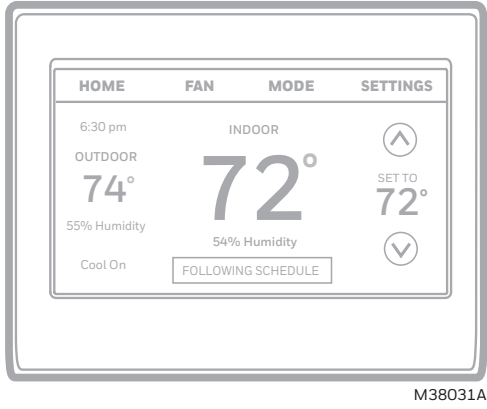 HOME FAN MODE SETTINGS
6:30 pm
OUTDOOR
74°
55% Humidity
Cool On
INDOOR
72°
54% Humidity
FOLLOWING SCHEDULE
SET TO
72°
M38031A